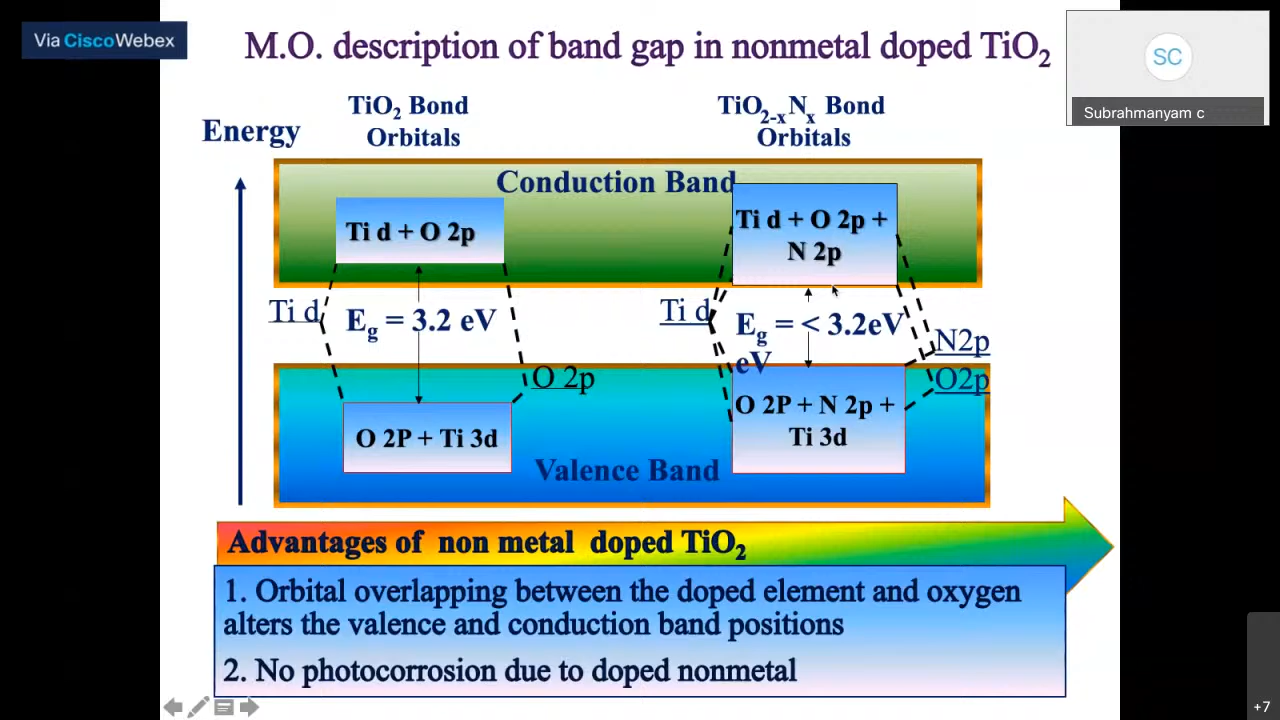 Via Cisco Webex
M.O. description of band gap in nonmetal doped TiO2
SC
Subrahmanyam c
TiO2 Bond
Orbitals
TiO2-xNx Bond
Orbitals
Energy
Conduction Band
Ti d + O 2p
Ti d + O 2p +
N 2p
Ti d
Eg = 3.2 eV
O 2p
Ti d
Eg = < 3.2eV
eV
N2p
O2p
O 2P + Ti 3d
O 2P + N 2p +
Ti 3d
Valence Band
Advantages of non metal doped TiO2
1. Orbital overlapping between the doped element and oxygen
alters the valence and conduction band positions
2. No photocorrosion due to doped nonmetal
+7